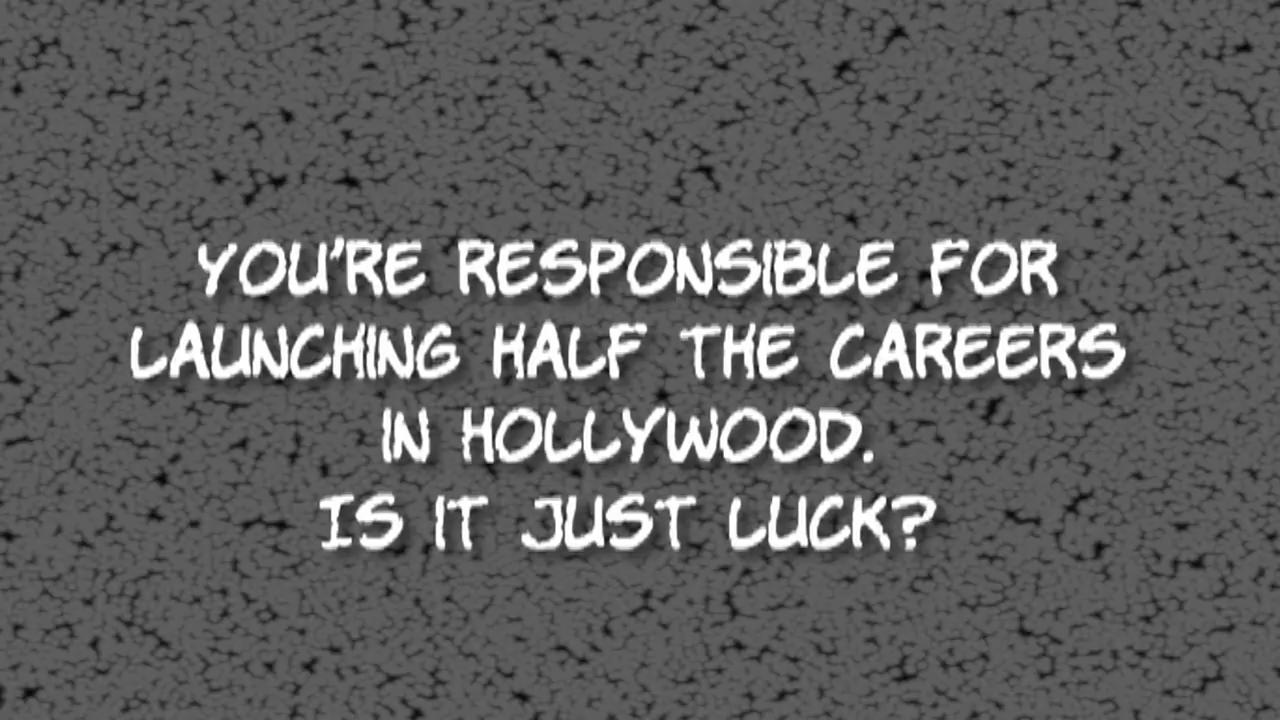 YOU'RE RESPONSIBLE FOR
LAUNCHING HALF THE CAREERS
IN HOLLYWOOD.
IS IT JUST LUCK?